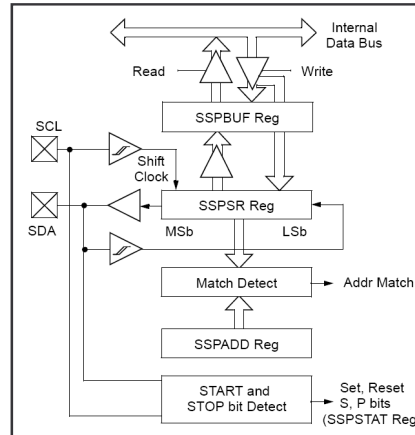 Internal
Data Bus
Read
Write
SSPBUF Reg
SCL
Shift
Clock
SSPSR Reg
SDA
MSb
LSb
Match Detect
Addr Match
SSPADD Reg
START and
STOP bit Detect
Set, Reset
S, P bits
(SSPSTAT Reg